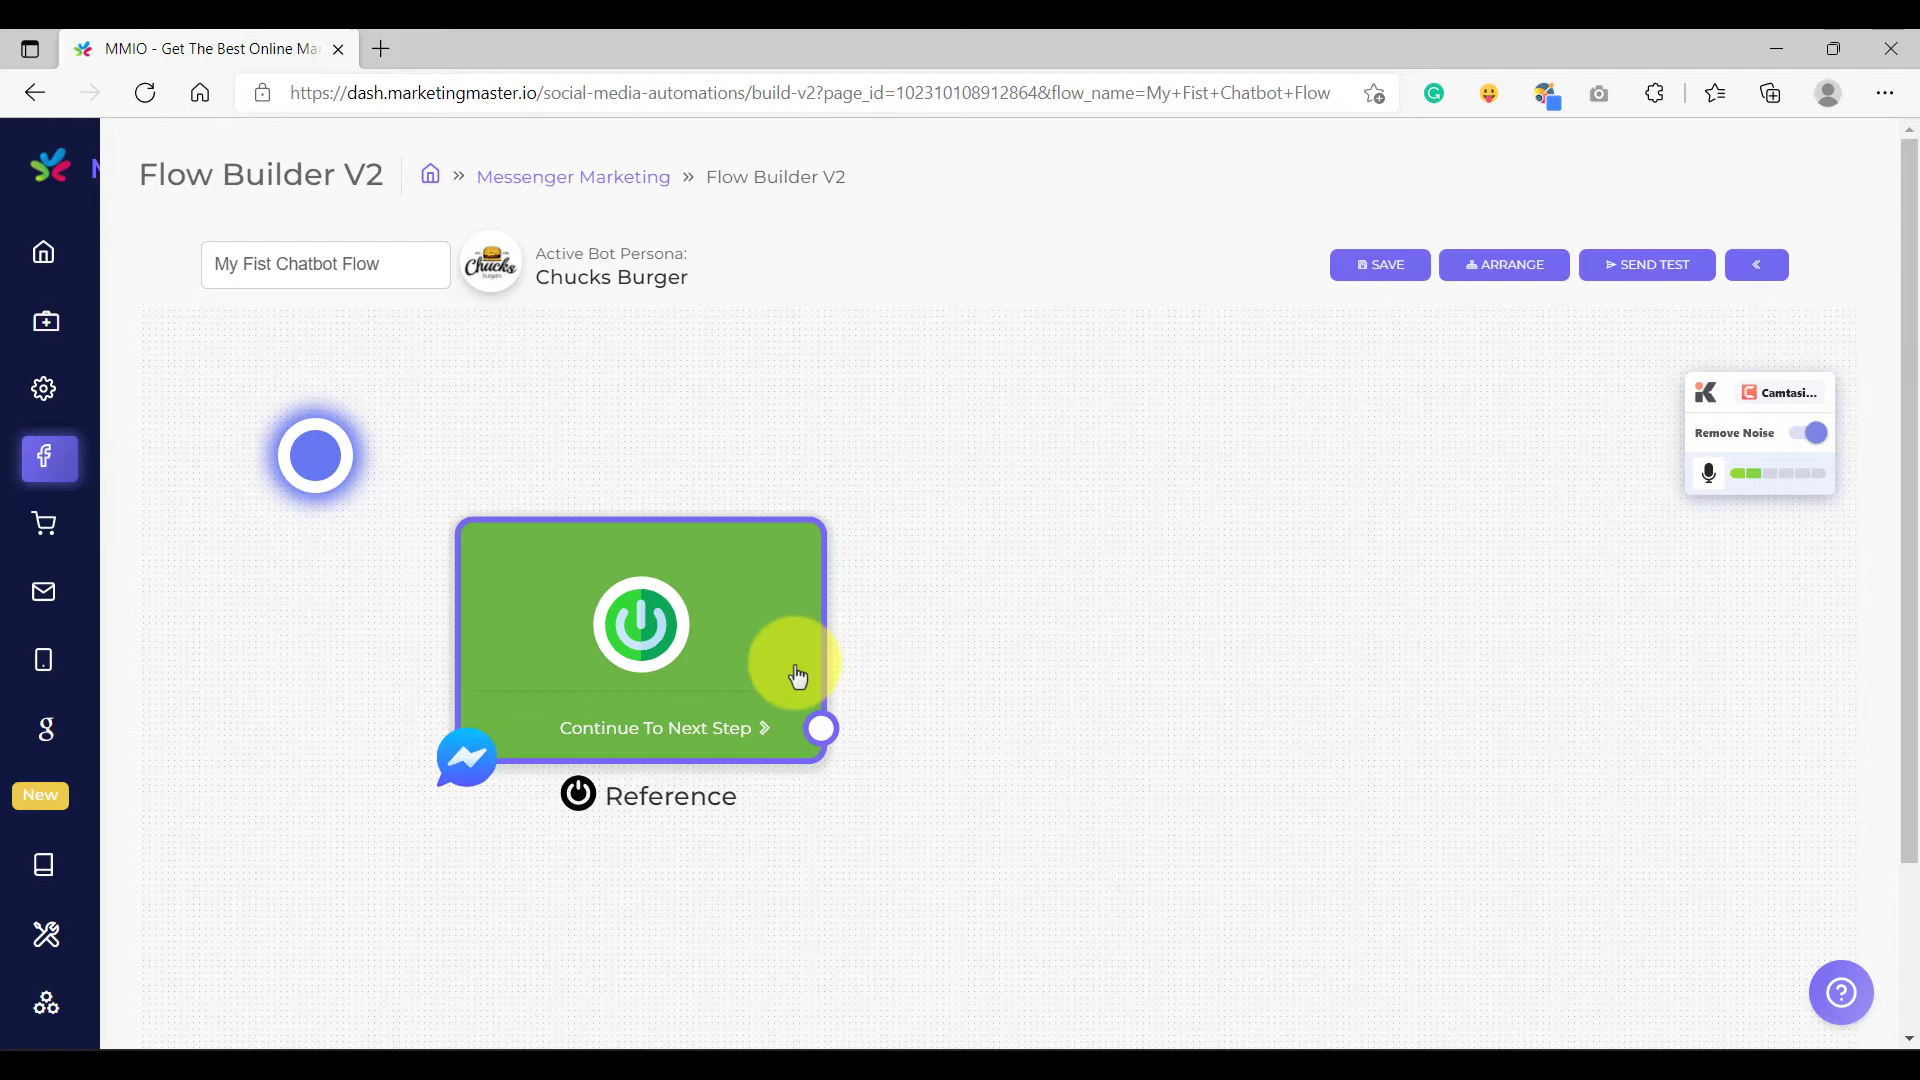 MMIO - Get The Best Online Ma
https://dash.marketingmaster.io/social-media-automations/build-v2?page_id=102310108912864&flow_name=My+Fist+Chatbot+Flow
Flow Builder V2
» Messenger Marketing » Flow Builder V2
My Fist Chatbot Flow
Chucks
burgers
Active Bot Persona:
Chucks Burger
SAVE
ARRANGE
SEND TEST
Camtasi...
Remove Noise
Continue To Next Step
Reference
New